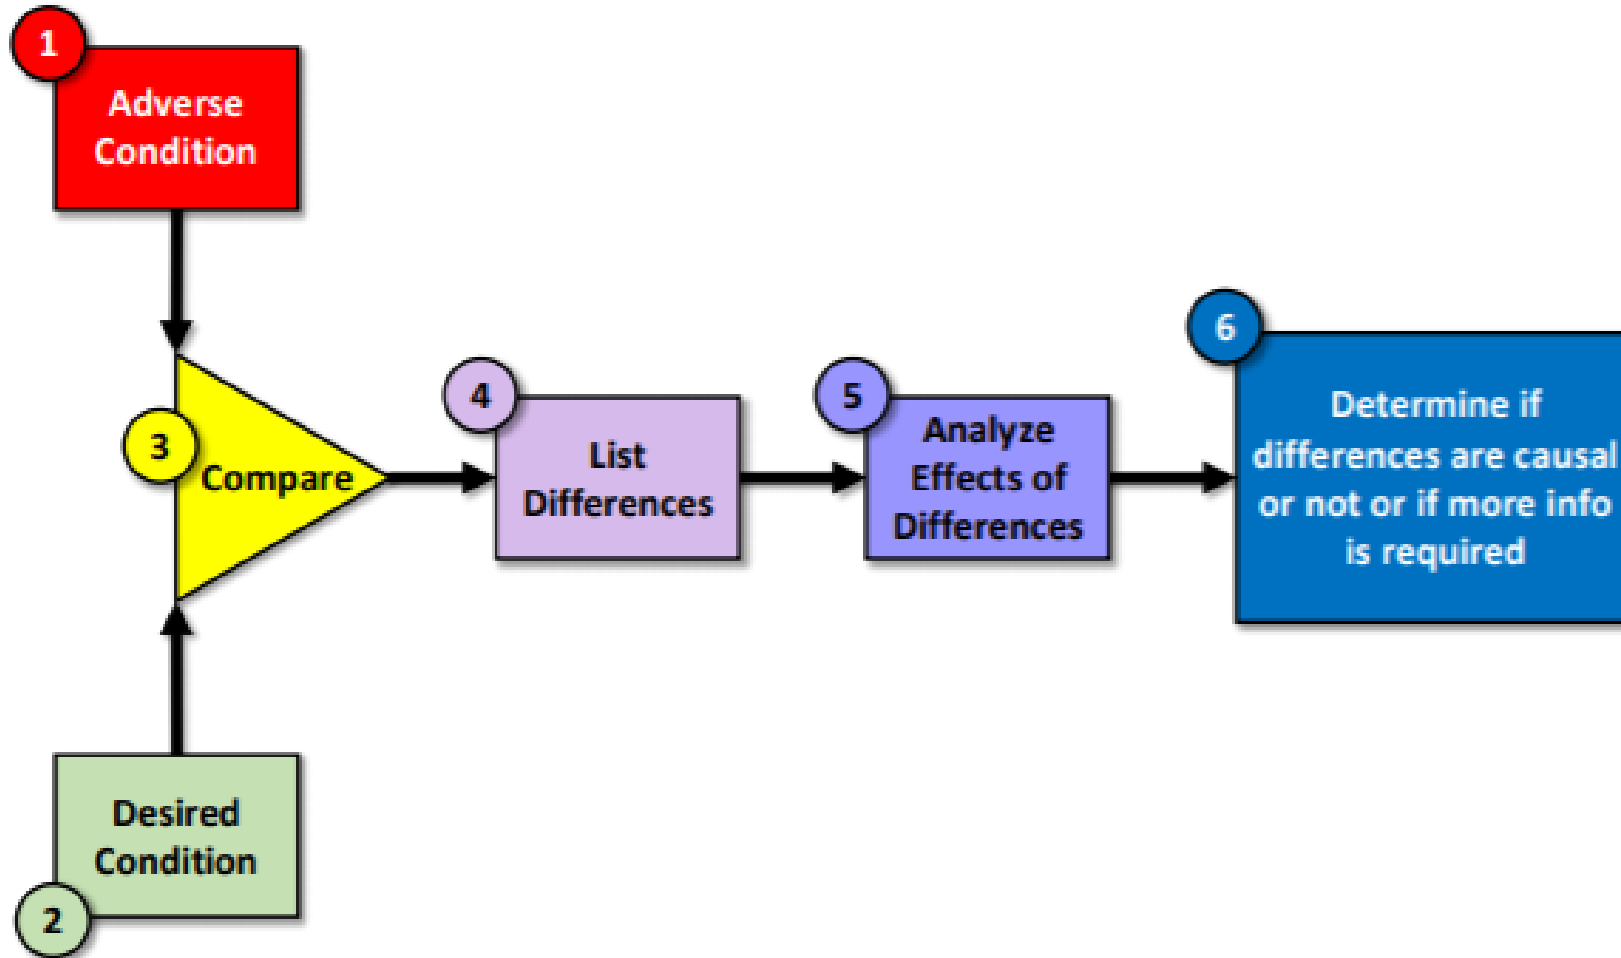 1
Adverse
Condition
3
Compare
4
List
Differences
5
Analyze
Effects of
Differences
6
Determine if
differences are causal
or not or if more info
is required
Desired
Condition
2